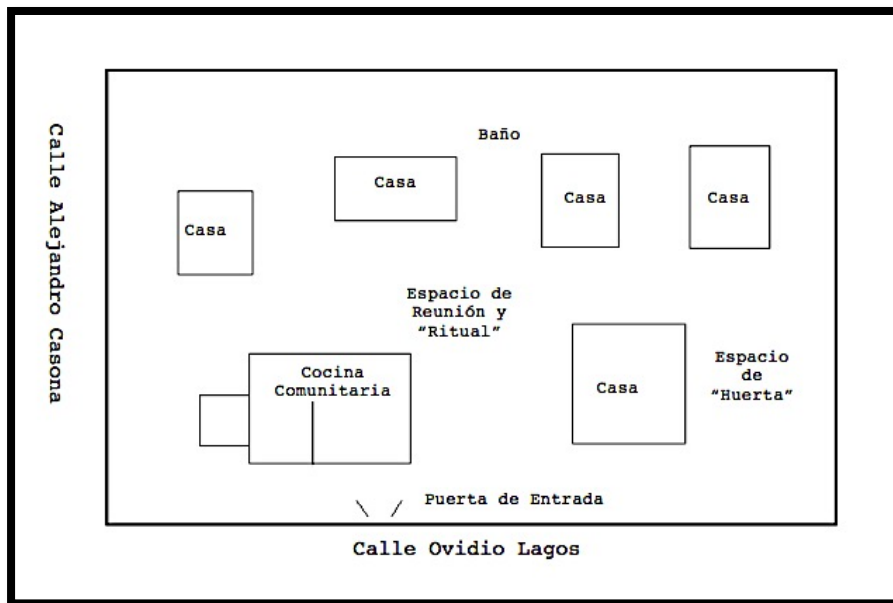 Baño
Casa
Casa
Casa
Casa
Calle Alejandro Casona
Espacio de
Reunión y
“Ritual”
Cocina
Comunitaria
Casa
Espacio
de
“Huerta”
Puerta de Entrada
Calle Ovidio Lagos